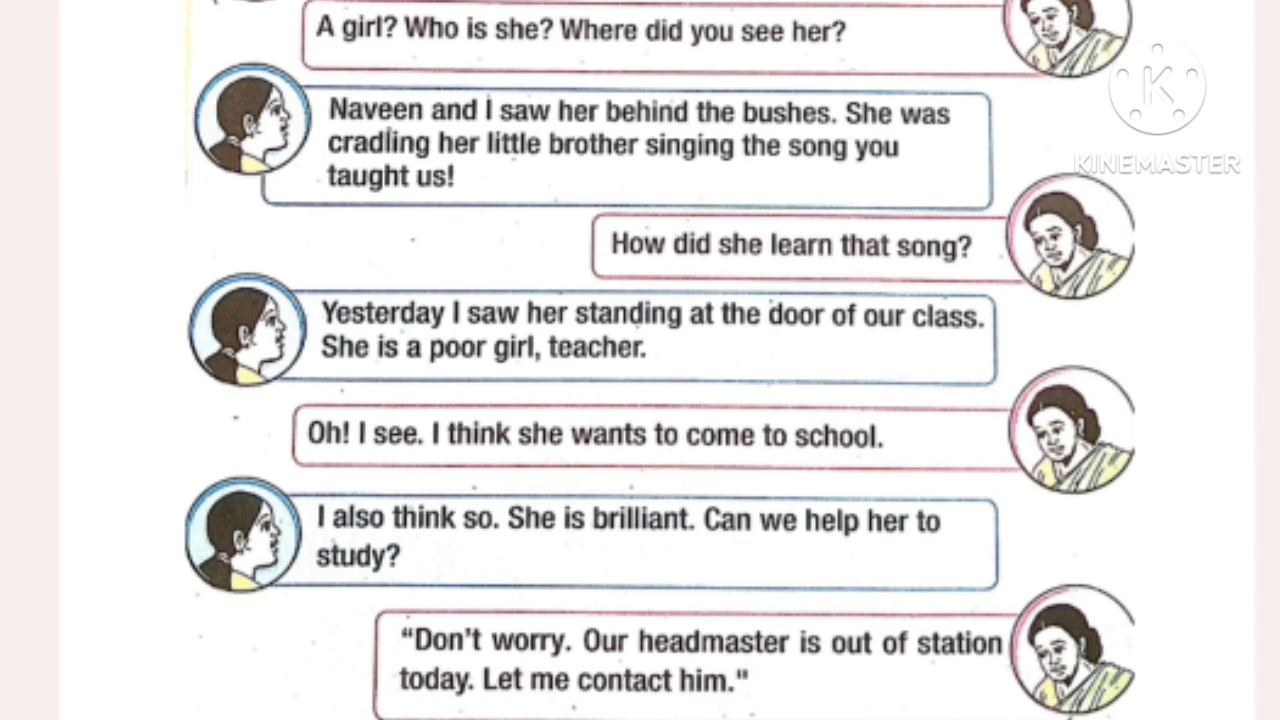 A girl? Who is she? Where did you see her?
Naveen and I saw her behind the bushes. She was
cradling her little brother singing the song you
taught us!
How did she learn that song?
Yesterday I saw her standing at the door of our class.
She is a poor girl, teacher.
Oh! I see. I think she wants to come to school.
I also think so. She is brilliant. Can we help her to
study?
“Don't worry. Our headmaster is out of station
today. Let me contact him."
K
KINEMASTER